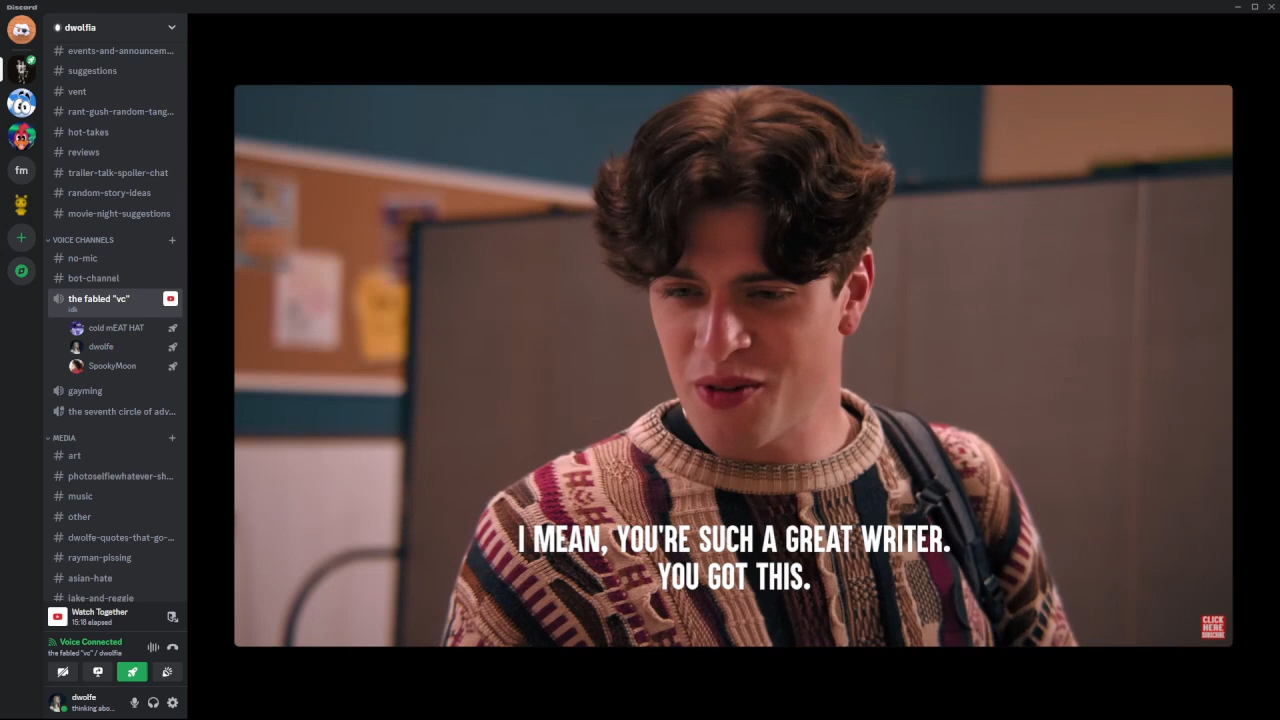 Discord
dwolfia
events-and-announcem...
suggestions
vent
rant-gush-random-tang...
hot-takes
reviews
trailer-talk-spoiler-chat
random-story-ideas
movie-night-suggestions
VOICE CHANNELS
no-mic
bot-channel
the fabled "vc"
idk
cold mEAT HAT
dwolfe
SpookyMoon
gayming
the seventh circle of adv...
MEDIA
art
photoselfiewhatever-sh...
music
other
dwolfe-quotes-that-go-...
rayman-pissing
asian-hate
lake-and-reggie
Watch Together
15:18 elapsed
Voice Connected
the fabled "vc" / dwolfia
dwolfe
thinking abo...
fm
I MEAN, YOU'RE SUCH A GREAT WRITER.
YOU GOT THIS.
CLICK
HERE
SUBSCRIBE